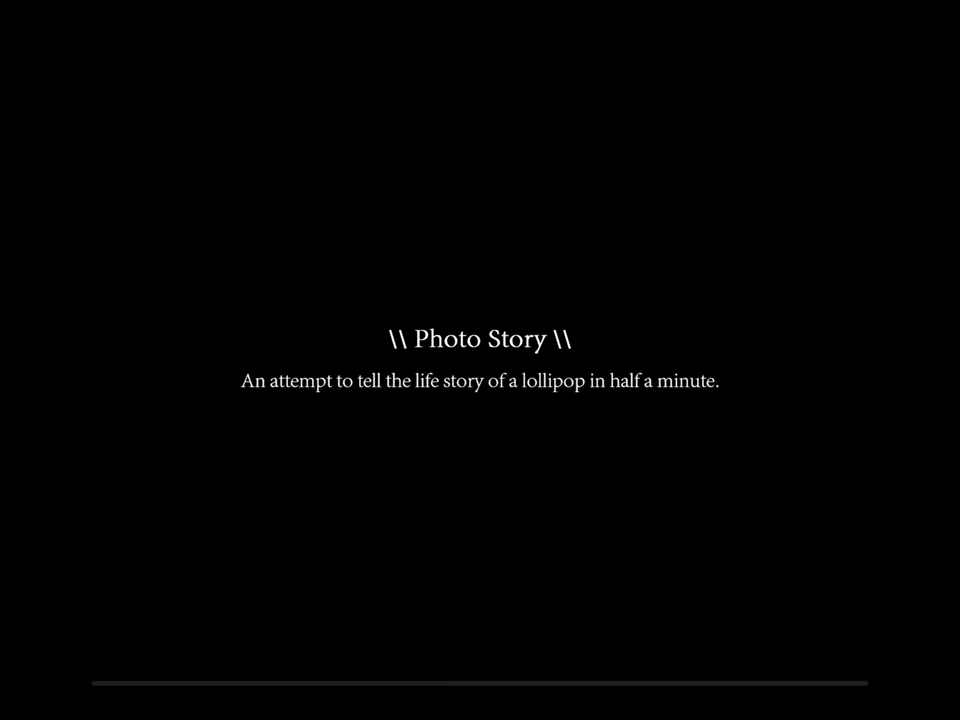 \\ Photo Story \\
An attempt to tell the life story of a lollipop in half a minute.